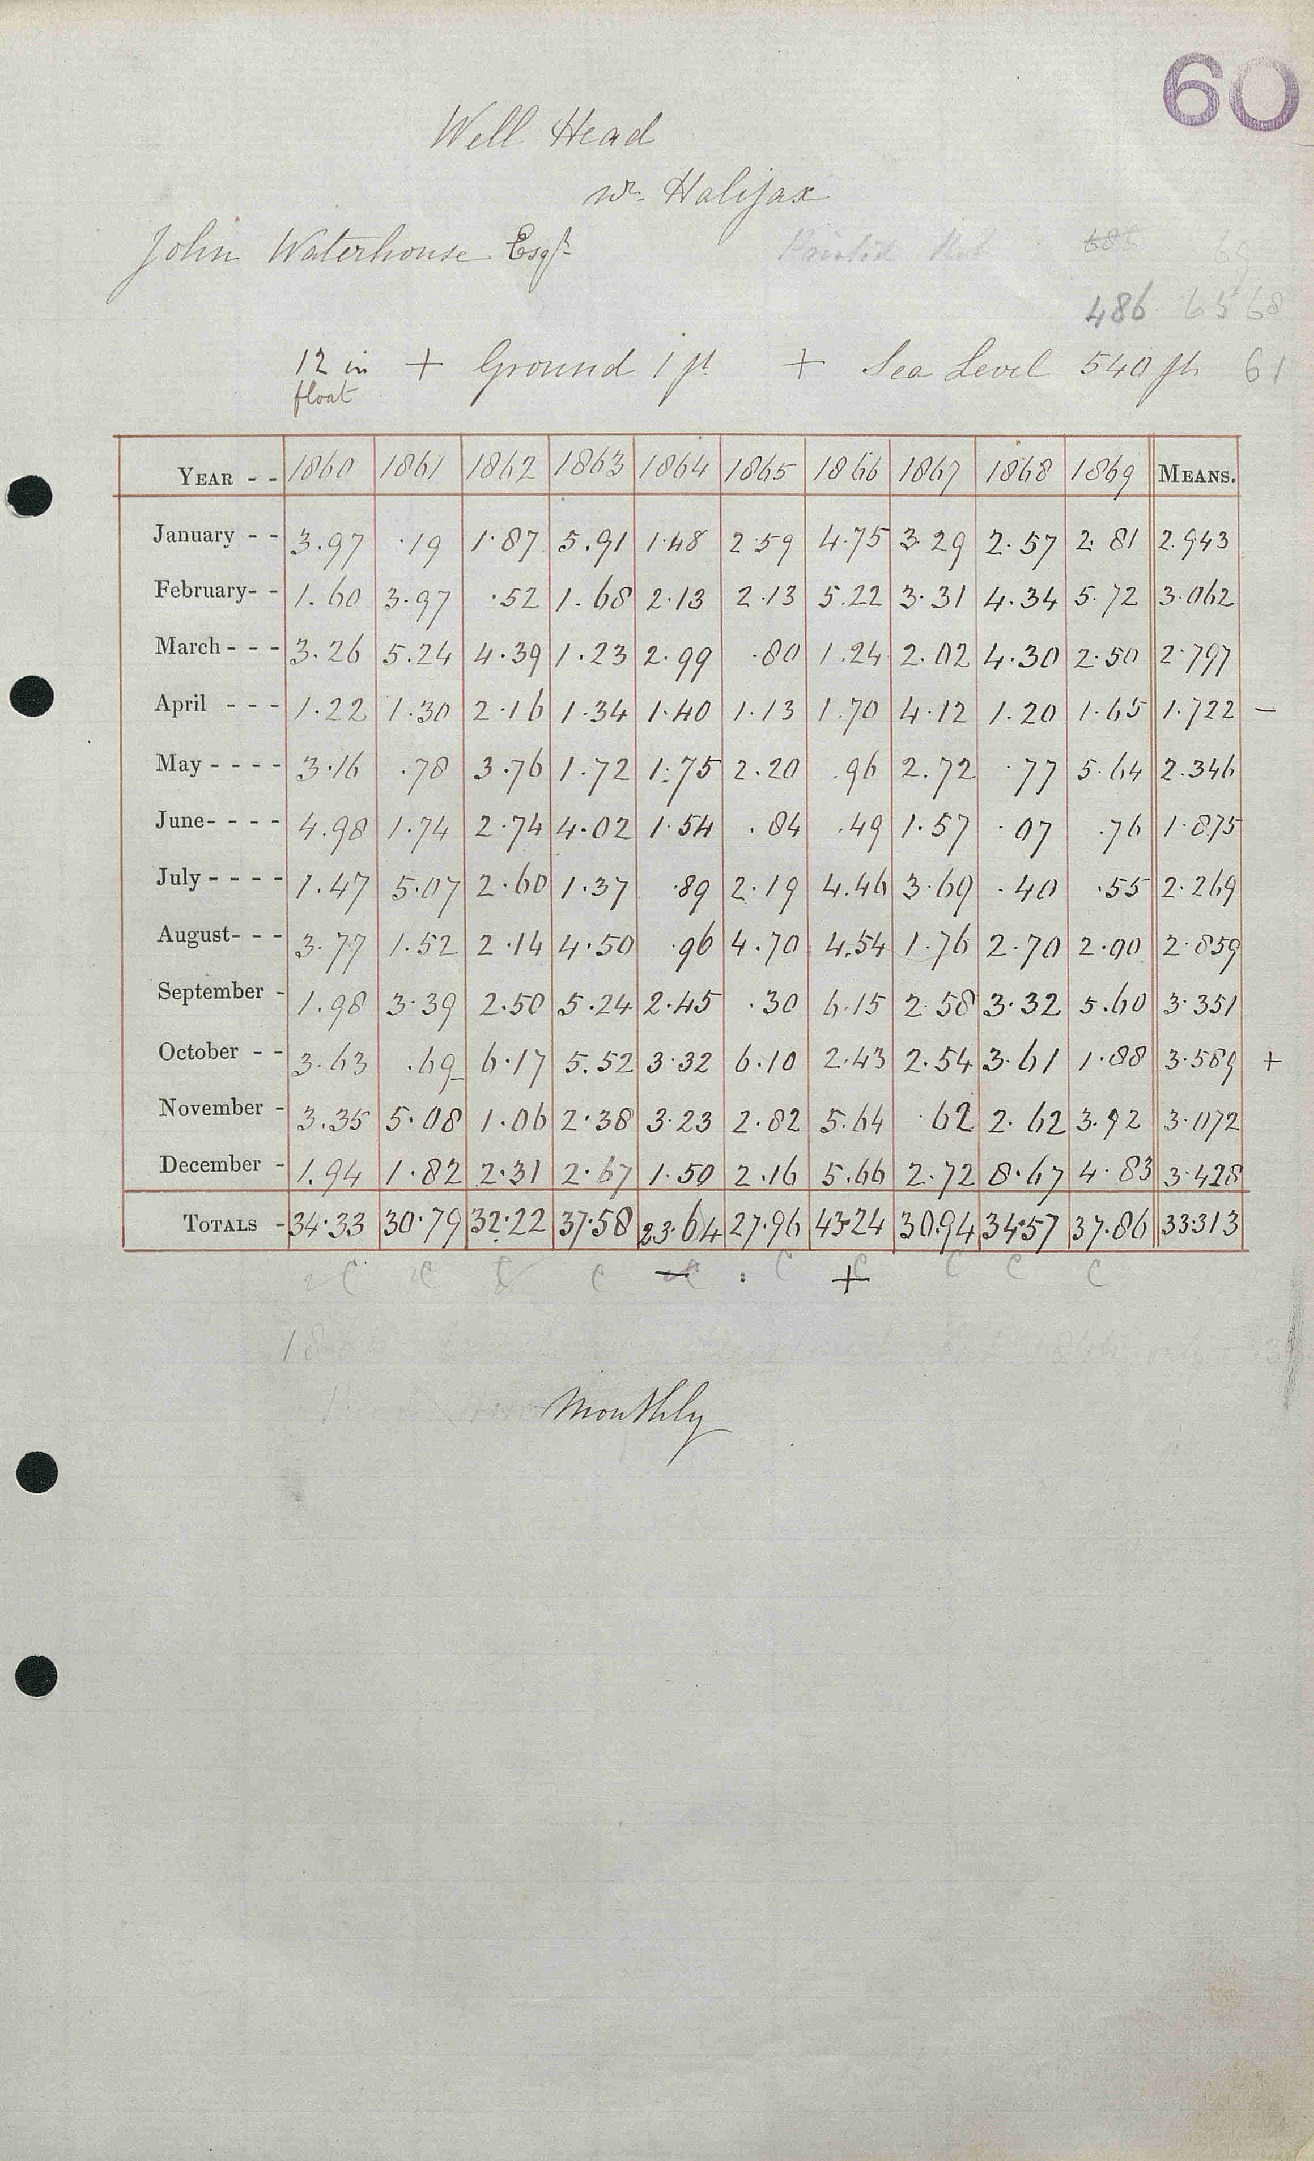 60
Well Head
nr. Halifax
John Waterhouse Esqr
486 65 68
12 in + Ground 1 ft + Sea Level 540 ft 61
float
YEAR - - 1860 1861 1862 1863 1864 1865 1866 1867 1868 1869 MEANS.
January - - 3.97 .19 1.87 5.91 1.48 2.59 4.75 3.29 2.57 2.81 2.943
February- - 1.60 3.97 .52 1.68 2.13 2.13 5.22 3.31 4.34 5.72 3.062
March - - - 3.26 5.24 4.39 1.23 2.99 .80 1.24 2.02 4.30 2.50 2.797
April - - - 1.22 1.30 2.16 1.34 1.40 1.13 1.70 4.12 1.20 1.65 1.722 —
May - - - - 3.16 .78 3.76 1.72 1.75 2.20 .96 2.72 .77 5.64 2.346
June- - - - 4.98 1.74 2.74 4.02 1.54 .84 .49 1.57 .07 .76 1.875
July - - - - 1.47 5.07 2.60 1.37 .89 2.19 4.46 3.69 .40 .55 2.269
August- - - 3.77 1.52 2.14 4.50 .96 4.70 4.54 1.76 2.70 2.00 2.859
September - 1.98 3.39 2.50 5.24 2.45 .30 6.15 2.58 3.32 5.60 3.351
October - - 3.63 .69 6.17 5.52 3.32 6.10 2.43 2.54 3.61 1.88 3.589 +
November - 3.35 5.08 1.06 2.38 3.23 2.82 5.64 .62 2.62 3.92 3.072
December - 1.94 1.82 2.31 2.67 1.50 2.16 5.66 2.72 8.67 4.83 3.428
TOTALS - 34.33 30.79 32.22 37.58 23.64 27.96 43.24 30.94 34.57 37.86 33.313
C C C C — C C + C C C
Monthly